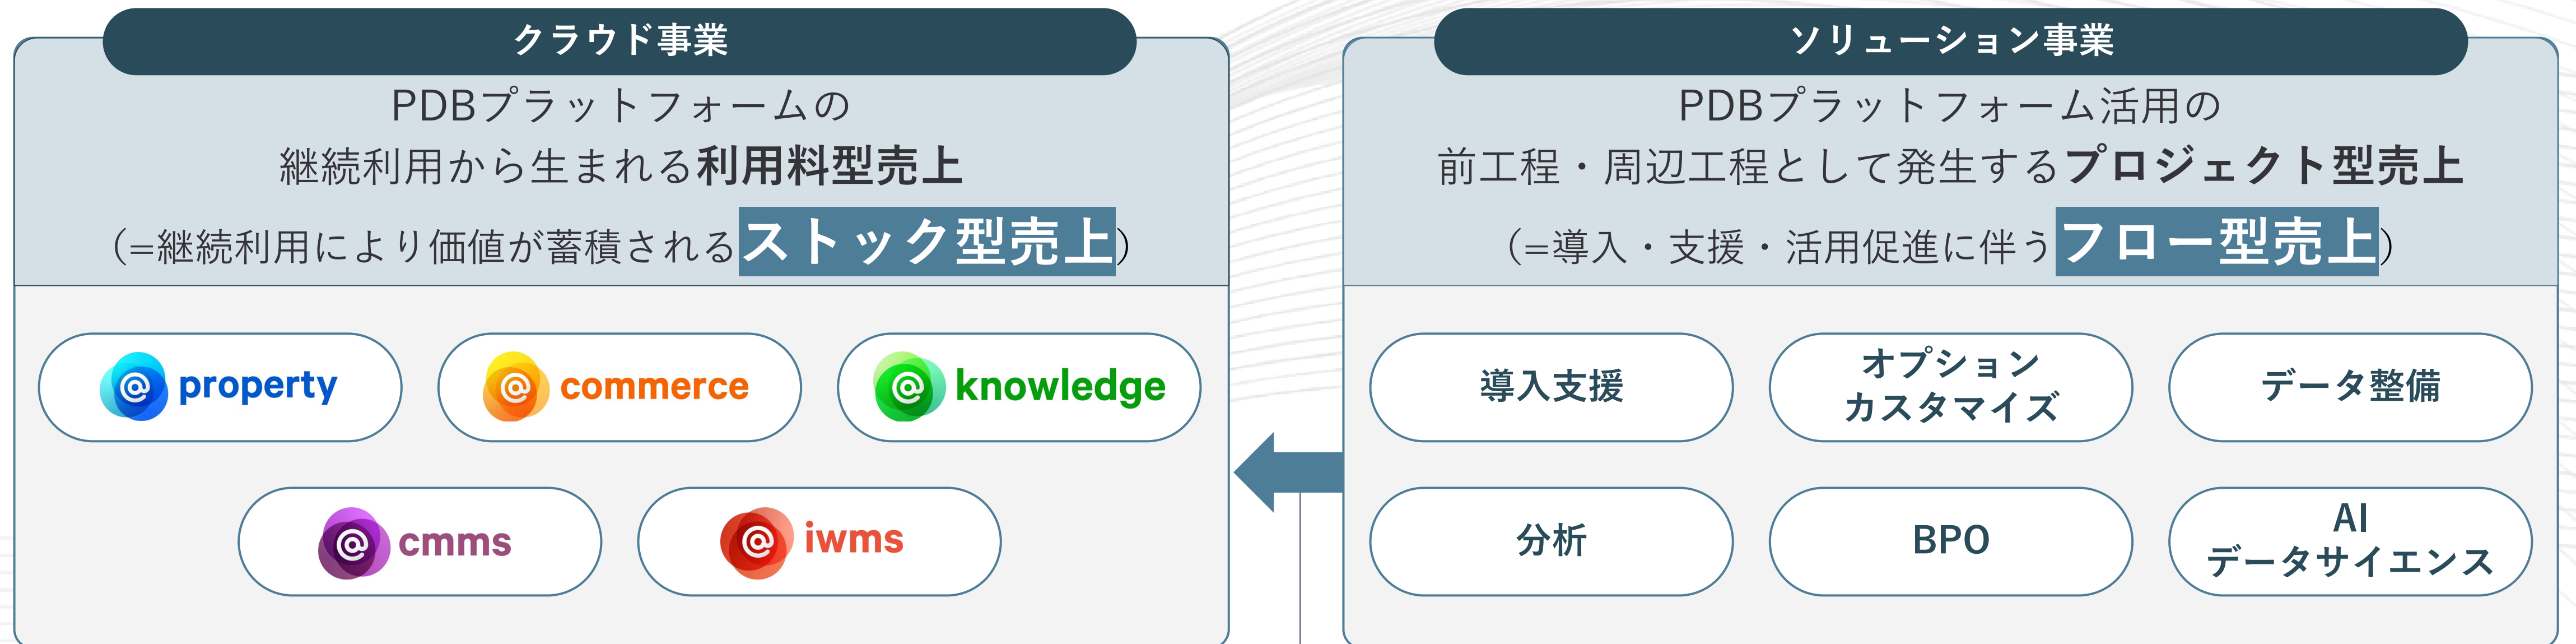 クラウド事業
PDBプラットフォームの
継続利用から生まれる利用料型売上
(=継続利用により価値が蓄積されるストック型売上)
@property
@commerce
@knowledge
@cmms
@iwms
ソリューション事業
PDBプラットフォーム活用の
前工程・周辺工程として発生するプロジェクト型売上
(=導入・支援・活用促進に伴うフロー型売上)
導入支援
オプション
カスタマイズ
データ整備
分析
BPO
AI
データサイエンス